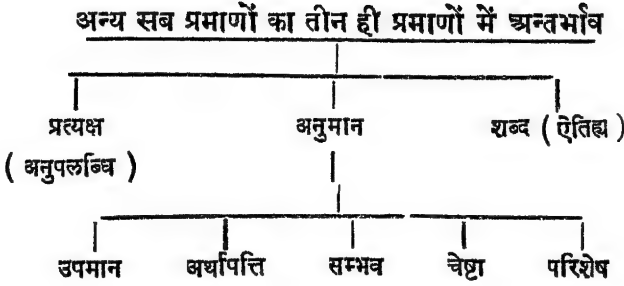 अन्य सब प्रमाणों का तीन ही प्रमाणों में अन्तर्भाव
प्रत्यक्ष अनुमान शब्द ( ऐतिह्य )
( अनुपलब्धि )
उपमान अर्थापत्ति सम्भव चेष्टा परिशेष